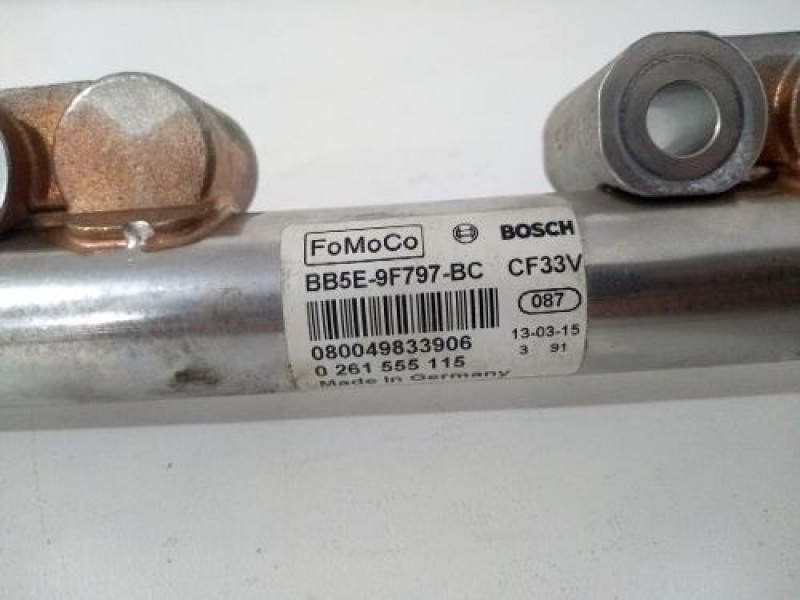 FoMoCo BOSCH
BB5E-9F797-BC CF33V
087
080049833906 13-03-15
0 261 555 115 3 91
Made in Germany